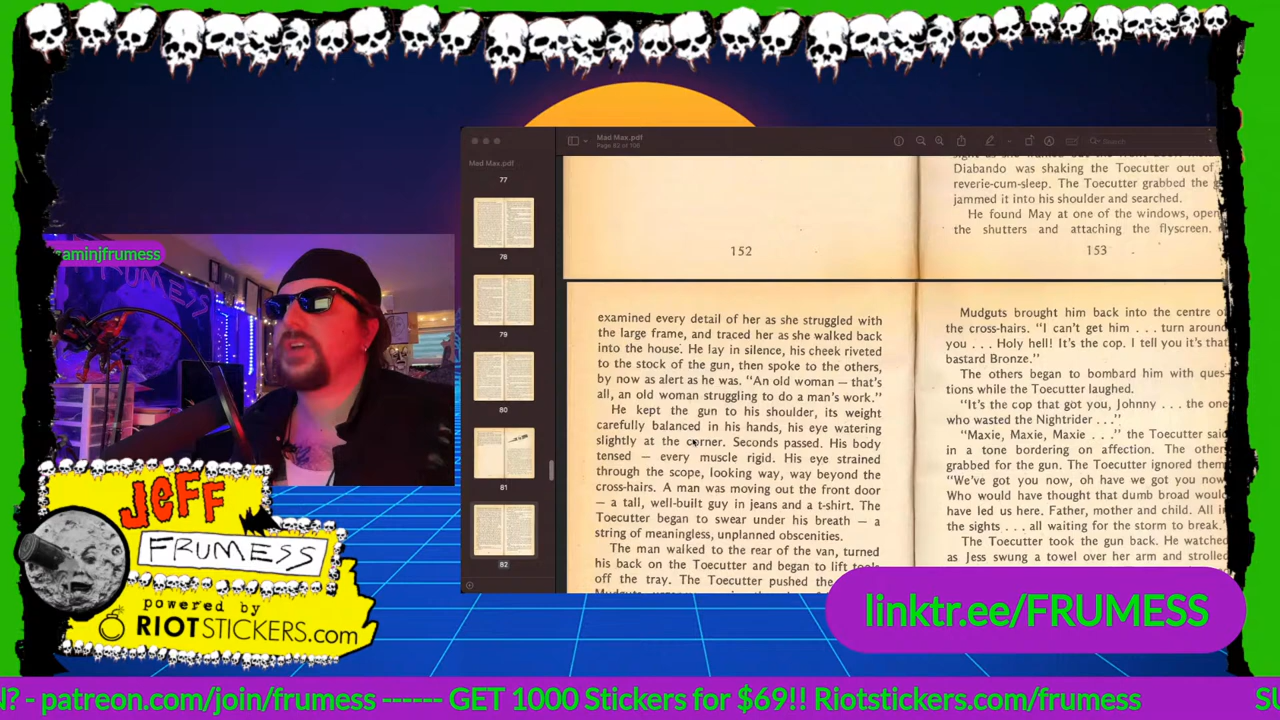 Mad Max.pdf
Page 82 of 196
Search
Mad Max.pdf
77
78
79
80
81
82
152
Diabando was shaking the Toecutter out of
reverie-cum-sleep. The Toecutter grabbed the
jammed it into his shoulder and searched.
He found May at one of the windows, open
the shutters and attaching the flyscreen.
153
examined every detail of her as she struggled with
the large frame, and traced her as she walked back
into the house. He lay in silence, his cheek riveted
to the stock of the gun, then spoke to the others,
by now as alert as he was. “An old woman — that's
all, an old woman struggling to do a man's work.”
He kept the gun to his shoulder, its weight
carefully balanced in his hands, his eye watering
slightly at the corner. Seconds passed. His body
tensed — every muscle rigid. His eye strained
through the scope, looking way, way beyond the
cross-hairs. A man was moving out the front door
— a tall, well-built guy in jeans and a t-shirt. The
Toecutter began to swear under his breath — a
string of meaningless, unplanned obscenities.
The man walked to the rear of the van, turned
his back on the Toecutter and began to lift tools
off the tray. The Toecutter pushed the
Mudguts brought him back into the centre of
the cross-hairs. “I can't get him . . . turn around
you . . . Holy hell! It's the cop. I tell you it's that
bastard Bronze.”
The others began to bombard him with ques-
tions while the Toecutter laughed.
“It's the cop that got you, Johnny . . . the one
who wasted the Nightrider . . .”
“Maxie, Maxie, Maxie . . .” the Toecutter said
in a tone bordering on affection. The others
grabbed for the gun. The Toecutter ignored them
“We've got you now, oh have we got you now.
Who would have thought that dumb broad would
have led us here. Father, mother and child. All in
the sights . . . all waiting for the storm to break.”
The Toecutter took the gun back. He watched
as Jess swung a towel over her arm and strolled
aminjfrumess
FRUMESS
JEFF
FRUMESS
powered by
RIOTSTICKERS.com
linktr.ee/FRUMESS
N? - patreon.com/join/frumess ------ GET 1000 Stickers for $69!! Riotstickers.com/frumess
SU